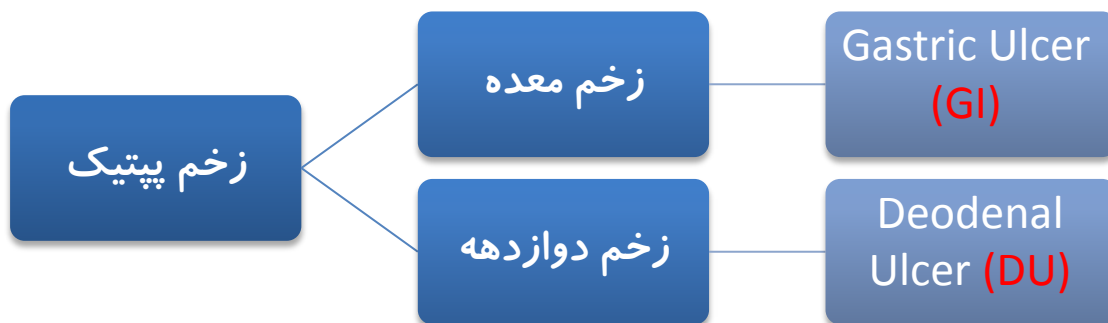 زخم پپتیک
زخم معده
Gastric Ulcer
(GI)
زخم دوازدهه
Deodenal
Ulcer (DU)